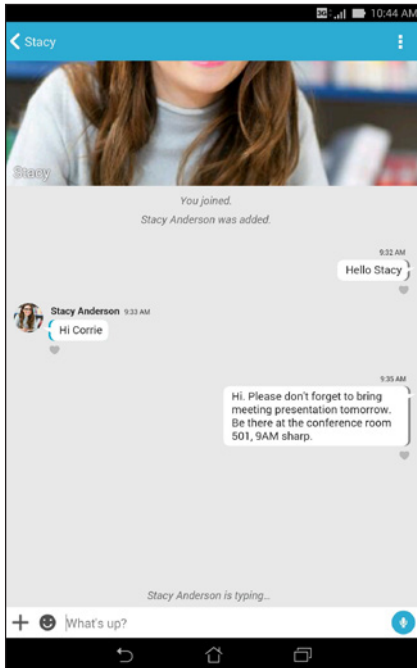 3G 10:44 AM
Stacy
Stacy
You joined.
Stacy Anderson was added.
9:32 AM
Hello Stacy
Stacy Anderson 9:33 AM
Hi Corrie
9:35 AM
Hi. Please don't forget to bring
meeting presentation tomorrow.
Be there at the conference room
501, 9AM sharp.
Stacy Anderson is typing...
What's up?